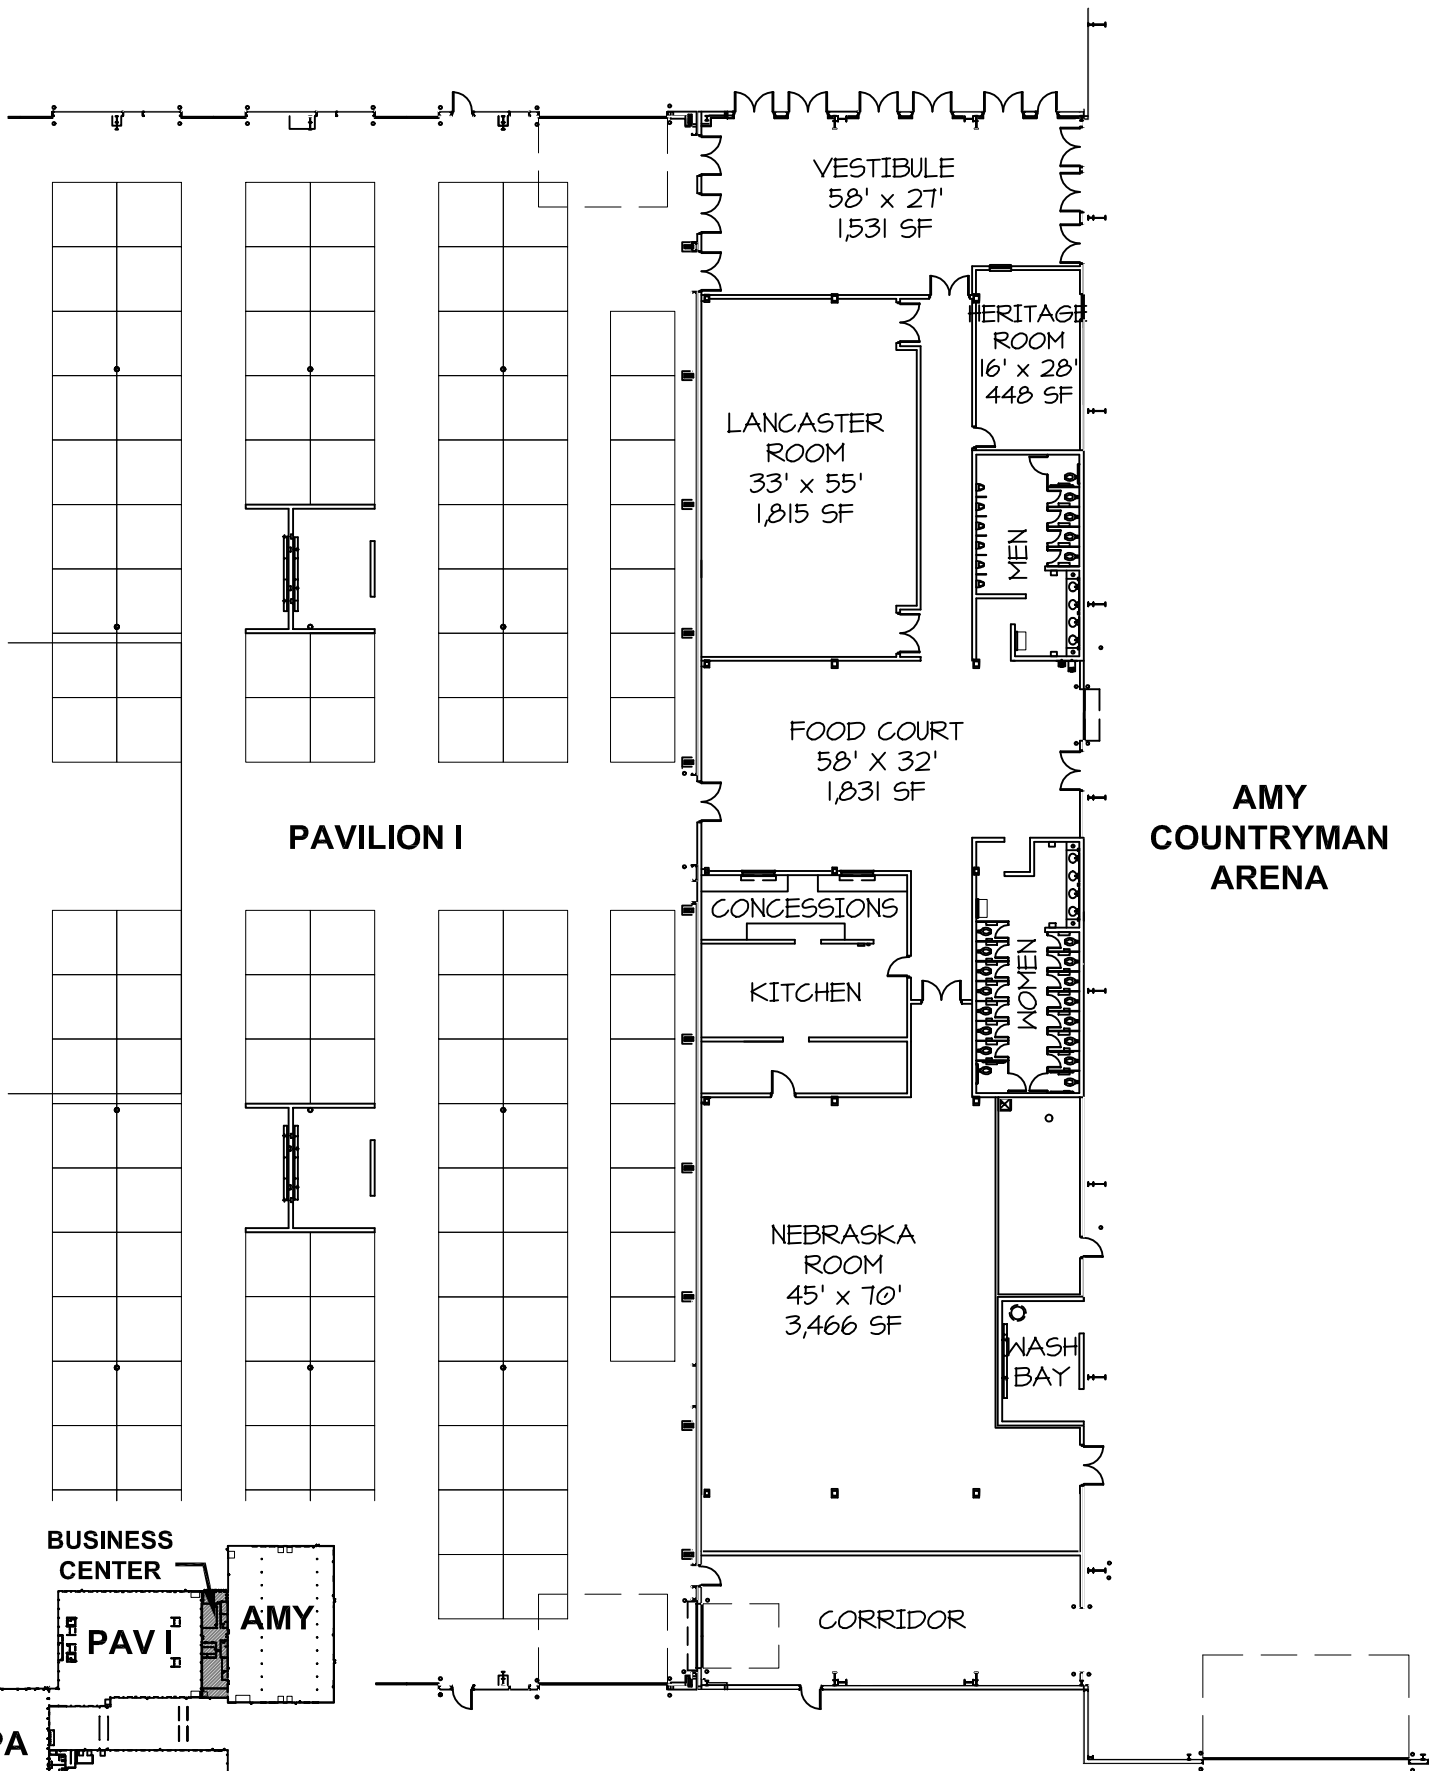 VESTIBULE
58' x 27'
1,531 SF
HERITAGE
ROOM
16' x 28'
448 SF
LANCASTER
ROOM
33' x 55'
1,815 SF
MEN
FOOD COURT
58' X 32'
1,831 SF
AMY
COUNTRYMAN
ARENA
PAVILION I
CONCESSIONS
KITCHEN
WOMEN
NEBRASKA
ROOM
45' x 70'
3,466 SF
WASH
BAY
BUSINESS
CENTER
AMY
PAV I
CORRIDOR
PA